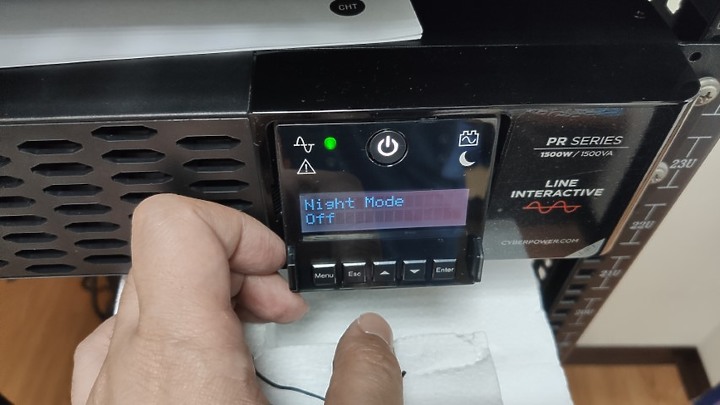 CHT
PR SERIES
1500W / 1500VA
LINE
INTERACTIVE
CYBERPOWER.COM
Night Mode
Off
Menu
Esc
Enter
23U
22U
21U